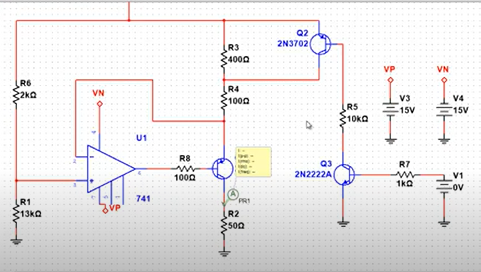 Q2
2N3702
R3
400Ω
R6
2kΩ
VN
R4
100Ω
VP
VN
V3
15V
V4
15V
R5
10kΩ
U1
R8
100Ω
741
VP
A
PR1
Q3
2N2222A
R7
1kΩ
V1
0V
R1
13kΩ
R2
50Ω